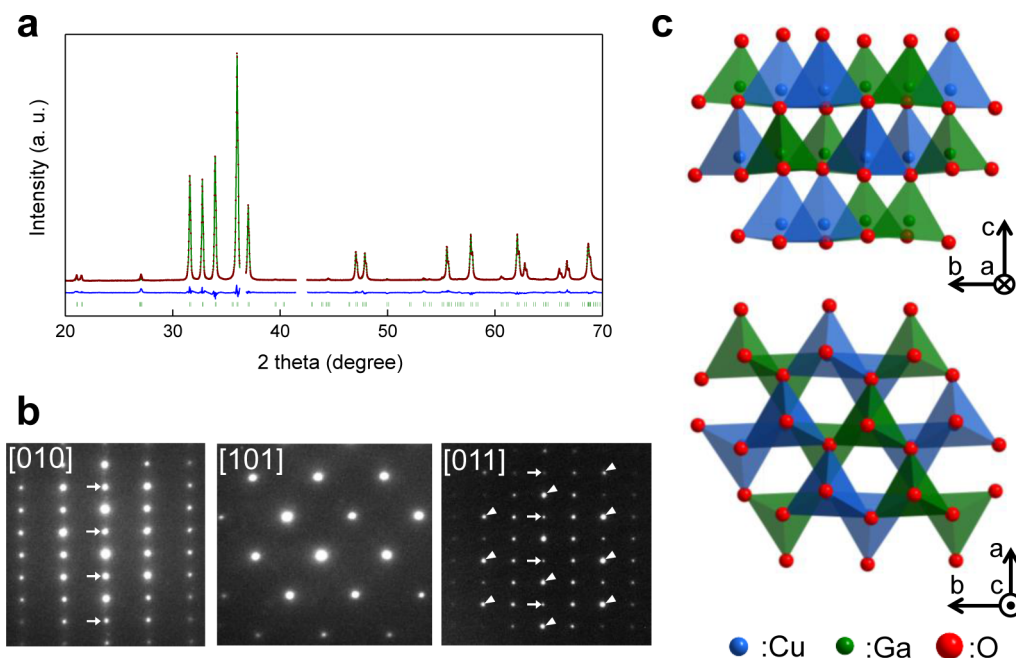 a
Intensity (a. u.)
20 30 40 50 60 70
2 theta (degree)
b
[010] [101] [011]
c
c
b a
a
b c
:Cu :Ga :O